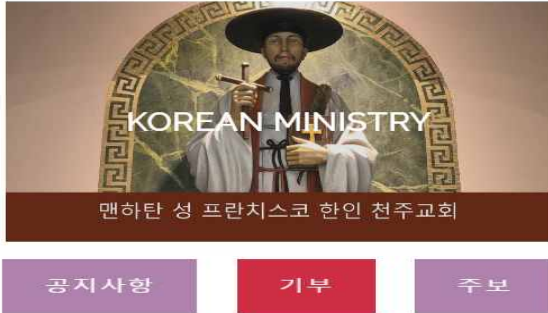 KOREAN MINISTRY
맨하탄 성 프란치스코 한인 천주교회
공지사항
기부
주보